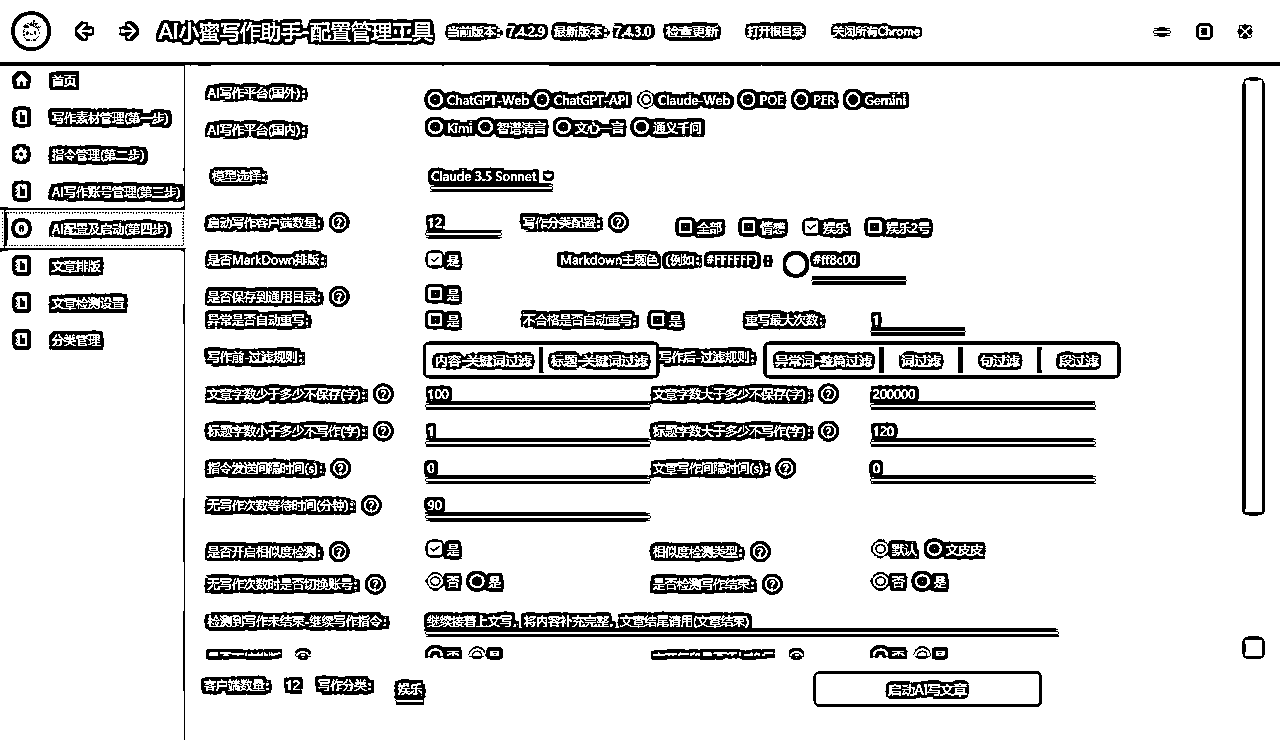 AI小蜜写作助手-配置管理工具 当前版本: 7.4.2.9 最新版本: 7.4.3.0 检查更新 打开根目录 关闭所有Chrome
首页
写作素材管理(第一步)
指令管理(第二步)
AI写作账号管理(第三步)
AI配置及启动(第四步)
文章排版
文章检测设置
分类管理
AI写作平台(国外): ChatGPT-Web ChatGPT-API Claude-Web POE PER Gemini
AI写作平台(国内): Kimi 智谱清言 文心一言 通义千问
模型选择: Claude 3.5 Sonnet
启动写作客户端数量: 12 写作分类配置: 全部 情感 娱乐 娱乐2号
是否MarkDown排版: 是 Markdown主题色 (例如: #FFFFFF) : #ff8c00
是否保存到通用目录: 是
异常是否自动重写: 是 不合格是否自动重写: 是 重写最大次数: 1
写作前-过滤规则: 内容-关键词过滤 标题-关键词过滤 写作后-过滤规则: 异常词-整篇过滤 词过滤 句过滤 段过滤
文章字数少于多少不保存(字): 100 文章字数大于多少不保存(字): 200000
标题字数小于多少不写作(字): 1 标题字数大于多少不写作(字): 120
指令发送间隔时间(s): 0 文章写作间隔时间(s): 0
无写作次数等待时间(分钟): 90
是否开启相似度检测: 是 相似度检测类型: 默认 文皮皮
无写作次数时是否切换账号: 否 是 是否检测写作结束: 否 是
检测到写作未结束-继续写作指令: 继续接着上文写, 将内容补充完整, 文章结尾请用(文章结束)
客户端数量: 12 写作分类: 娱乐 启动AI写文章